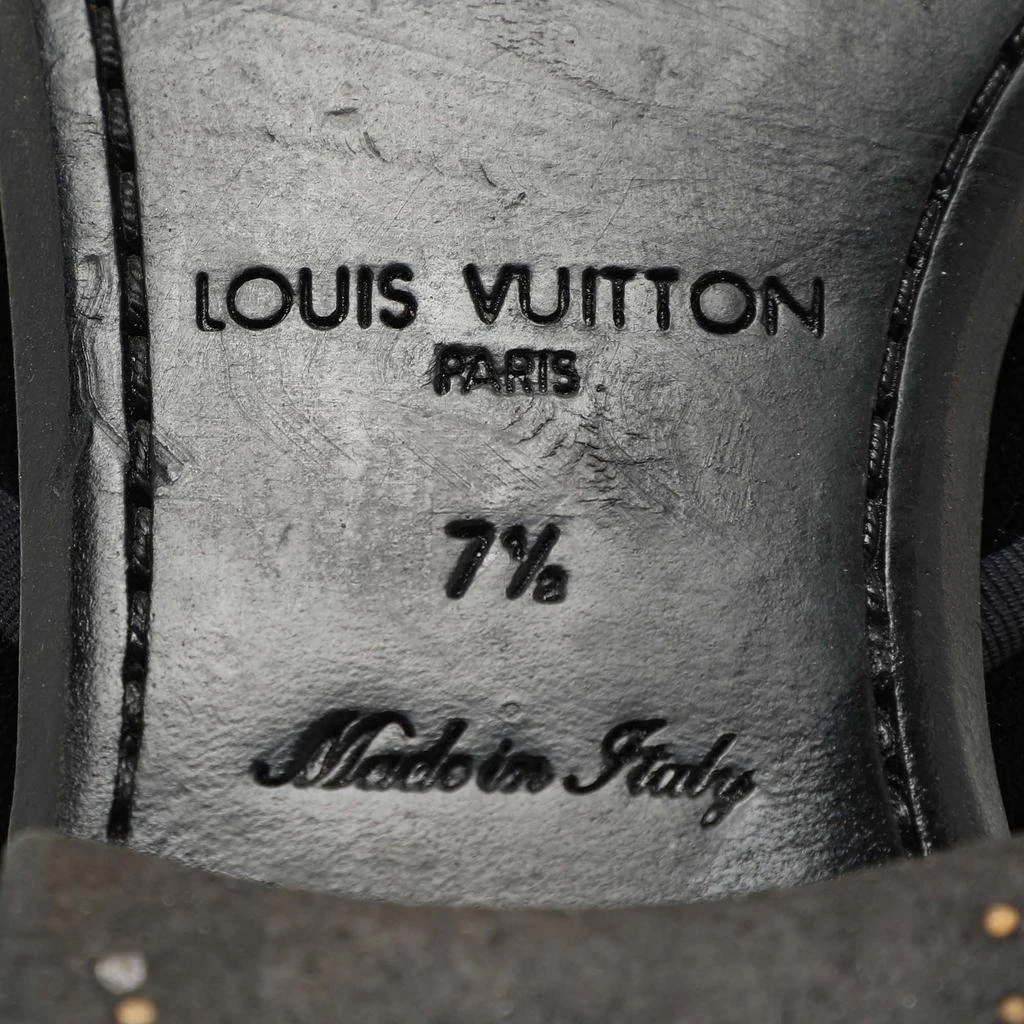 LOUIS VUITTON
PARIS
7½
Made in Italy